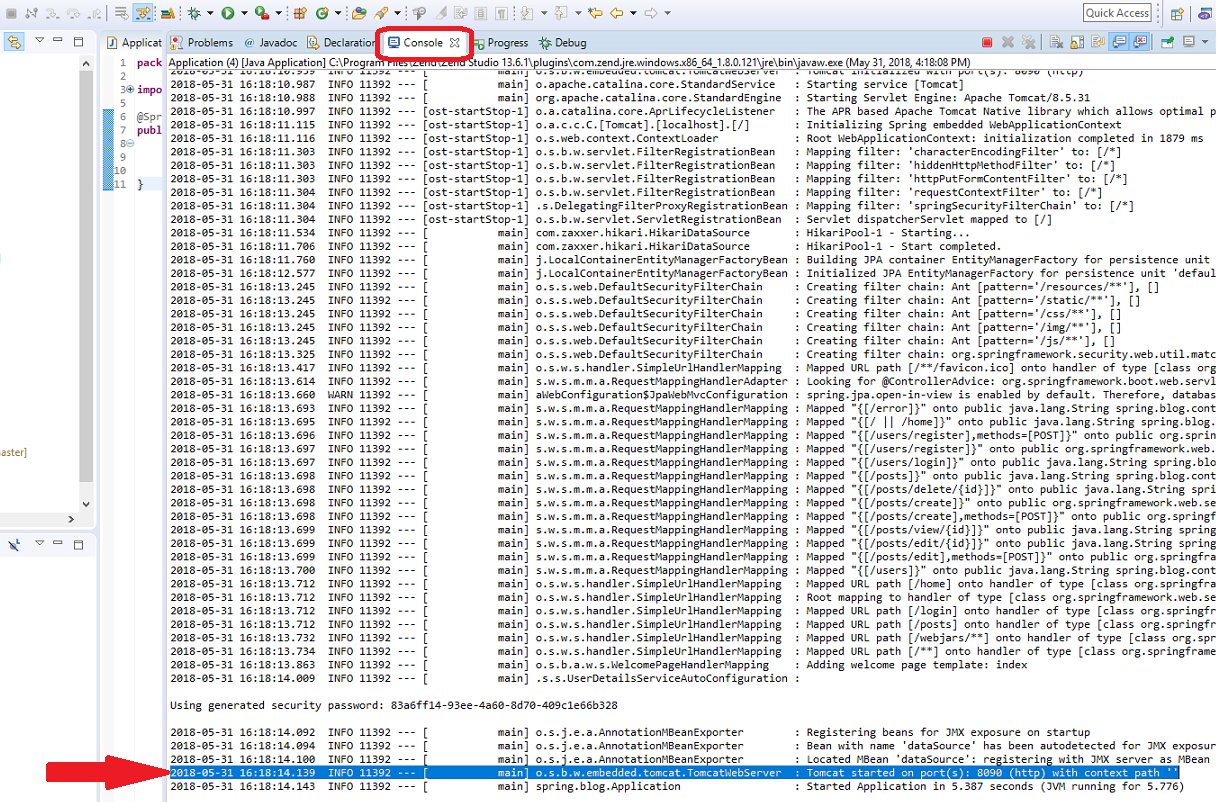 Quick Access
Applicat
Problems @ Javadoc Declaration Console Progress Debug
Application (4) [Java Application] C:\Program Files\Zend\Zend Studio 13.6.1\plugins\com.zend.jre.windows.x86_64_1.8.0.121\jre\bin\javaw.exe (May 31, 2018, 4:18:08 PM)
1 pack
2
3 impo
5
6 @Spr
7 publ
8
9
10
11 }
aster]
2018-05-31 16:18:10.939 INFO 11392 --- [ main] o.s.b.w.embedded.tomcat.TomcatWebServer : Tomcat initialized with port(s): 8090 (http)
2018-05-31 16:18:10.987 INFO 11392 --- [ main] o.apache.catalina.core.StandardService : Starting service [Tomcat]
2018-05-31 16:18:10.988 INFO 11392 --- [ main] org.apache.catalina.core.StandardEngine : Starting Servlet Engine: Apache Tomcat/8.5.31
2018-05-31 16:18:10.997 INFO 11392 --- [ost-startStop-1] o.a.catalina.core.AprLifecycleListener : The APR based Apache Tomcat Native library which allows optimal p
2018-05-31 16:18:11.115 INFO 11392 --- [ost-startStop-1] o.a.c.c.C.[Tomcat].[localhost].[/] : Initializing Spring embedded WebApplicationContext
2018-05-31 16:18:11.116 INFO 11392 --- [ost-startStop-1] o.s.web.context.ContextLoader : Root WebApplicationContext: initialization completed in 1879 ms
2018-05-31 16:18:11.303 INFO 11392 --- [ost-startStop-1] o.s.b.w.servlet.FilterRegistrationBean : Mapping filter: 'characterEncodingFilter' to: [/*]
2018-05-31 16:18:11.303 INFO 11392 --- [ost-startStop-1] o.s.b.w.servlet.FilterRegistrationBean : Mapping filter: 'hiddenHttpMethodFilter' to: [/*]
2018-05-31 16:18:11.303 INFO 11392 --- [ost-startStop-1] o.s.b.w.servlet.FilterRegistrationBean : Mapping filter: 'httpPutFormContentFilter' to: [/*]
2018-05-31 16:18:11.304 INFO 11392 --- [ost-startStop-1] o.s.b.w.servlet.FilterRegistrationBean : Mapping filter: 'requestContextFilter' to: [/*]
2018-05-31 16:18:11.304 INFO 11392 --- [ost-startStop-1] .s.DelegatingFilterProxyRegistrationBean : Mapping filter: 'springSecurityFilterChain' to: [/*]
2018-05-31 16:18:11.304 INFO 11392 --- [ost-startStop-1] o.s.b.w.servlet.ServletRegistrationBean : Servlet dispatcherServlet mapped to [/]
2018-05-31 16:18:11.534 INFO 11392 --- [ main] com.zaxxer.hikari.HikariDataSource : HikariPool-1 - Starting...
2018-05-31 16:18:11.706 INFO 11392 --- [ main] com.zaxxer.hikari.HikariDataSource : HikariPool-1 - Start completed.
2018-05-31 16:18:11.760 INFO 11392 --- [ main] j.LocalContainerEntityManagerFactoryBean : Building JPA container EntityManagerFactory for persistence unit
2018-05-31 16:18:12.577 INFO 11392 --- [ main] j.LocalContainerEntityManagerFactoryBean : Initialized JPA EntityManagerFactory for persistence unit 'defaul
2018-05-31 16:18:13.245 INFO 11392 --- [ main] o.s.s.web.DefaultSecurityFilterChain : Creating filter chain: Ant [pattern='/resources/**'], []
2018-05-31 16:18:13.245 INFO 11392 --- [ main] o.s.s.web.DefaultSecurityFilterChain : Creating filter chain: Ant [pattern='/static/**'], []
2018-05-31 16:18:13.245 INFO 11392 --- [ main] o.s.s.web.DefaultSecurityFilterChain : Creating filter chain: Ant [pattern='/css/**'], []
2018-05-31 16:18:13.245 INFO 11392 --- [ main] o.s.s.web.DefaultSecurityFilterChain : Creating filter chain: Ant [pattern='/img/**'], []
2018-05-31 16:18:13.245 INFO 11392 --- [ main] o.s.s.web.DefaultSecurityFilterChain : Creating filter chain: Ant [pattern='/js/**'], []
2018-05-31 16:18:13.325 INFO 11392 --- [ main] o.s.s.web.DefaultSecurityFilterChain : Creating filter chain: org.springframework.security.web.util.matc
2018-05-31 16:18:13.417 INFO 11392 --- [ main] o.s.w.s.handler.SimpleUrlHandlerMapping : Mapped URL path [/**/favicon.ico] onto handler of type [class org
2018-05-31 16:18:13.614 INFO 11392 --- [ main] s.w.s.m.m.a.RequestMappingHandlerAdapter : Looking for @ControllerAdvice: org.springframework.boot.web.servl
2018-05-31 16:18:13.660 WARN 11392 --- [ main] aWebConfiguration$JpaWebMvcConfiguration : spring.jpa.open-in-view is enabled by default. Therefore, databas
2018-05-31 16:18:13.693 INFO 11392 --- [ main] s.w.s.m.m.a.RequestMappingHandlerMapping : Mapped "{[/error]}" onto public java.lang.String spring.blog.cont
2018-05-31 16:18:13.695 INFO 11392 --- [ main] s.w.s.m.m.a.RequestMappingHandlerMapping : Mapped "{[/ || /home]}" onto public java.lang.String spring.blog.
2018-05-31 16:18:13.696 INFO 11392 --- [ main] s.w.s.m.m.a.RequestMappingHandlerMapping : Mapped "{[/users/register],methods=[POST]}" onto public org.sprin
2018-05-31 16:18:13.697 INFO 11392 --- [ main] s.w.s.m.m.a.RequestMappingHandlerMapping : Mapped "{[/users/register]}" onto public org.springframework.web.
2018-05-31 16:18:13.697 INFO 11392 --- [ main] s.w.s.m.m.a.RequestMappingHandlerMapping : Mapped "{[/users/login]}" onto public java.lang.String spring.blo
2018-05-31 16:18:13.698 INFO 11392 --- [ main] s.w.s.m.m.a.RequestMappingHandlerMapping : Mapped "{[/posts]}" onto public java.lang.String spring.blog.cont
2018-05-31 16:18:13.698 INFO 11392 --- [ main] s.w.s.m.m.a.RequestMappingHandlerMapping : Mapped "{[/posts/delete/{id}]}" onto public java.lang.String spri
2018-05-31 16:18:13.698 INFO 11392 --- [ main] s.w.s.m.m.a.RequestMappingHandlerMapping : Mapped "{[/posts/create]}" onto public org.springframework.web.se
2018-05-31 16:18:13.698 INFO 11392 --- [ main] s.w.s.m.m.a.RequestMappingHandlerMapping : Mapped "{[/posts/create],methods=[POST]}" onto public org.springf
2018-05-31 16:18:13.699 INFO 11392 --- [ main] s.w.s.m.m.a.RequestMappingHandlerMapping : Mapped "{[/posts/view/{id}]}" onto public java.lang.String spring
2018-05-31 16:18:13.699 INFO 11392 --- [ main] s.w.s.m.m.a.RequestMappingHandlerMapping : Mapped "{[/posts/edit/{id}]}" onto public java.lang.String spring
2018-05-31 16:18:13.699 INFO 11392 --- [ main] s.w.s.m.m.a.RequestMappingHandlerMapping : Mapped "{[/posts/edit],methods=[POST]}" onto public org.springfra
2018-05-31 16:18:13.700 INFO 11392 --- [ main] s.w.s.m.m.a.RequestMappingHandlerMapping : Mapped "{[/users]}" onto public java.lang.String spring.blog.cont
2018-05-31 16:18:13.712 INFO 11392 --- [ main] o.s.w.s.handler.SimpleUrlHandlerMapping : Mapped URL path [/home] onto handler of type [class org.springfra
2018-05-31 16:18:13.712 INFO 11392 --- [ main] o.s.w.s.handler.SimpleUrlHandlerMapping : Root mapping to handler of type [class org.springframework.web.se
2018-05-31 16:18:13.712 INFO 11392 --- [ main] o.s.w.s.handler.SimpleUrlHandlerMapping : Mapped URL path [/login] onto handler of type [class org.springfr
2018-05-31 16:18:13.712 INFO 11392 --- [ main] o.s.w.s.handler.SimpleUrlHandlerMapping : Mapped URL path [/posts] onto handler of type [class org.springfr
2018-05-31 16:18:13.732 INFO 11392 --- [ main] o.s.w.s.handler.SimpleUrlHandlerMapping : Mapped URL path [/webjars/**] onto handler of type [class org.spr
2018-05-31 16:18:13.734 INFO 11392 --- [ main] o.s.w.s.handler.SimpleUrlHandlerMapping : Mapped URL path [/**] onto handler of type [class org.springframe
2018-05-31 16:18:13.863 INFO 11392 --- [ main] o.s.b.a.w.s.WelcomePageHandlerMapping : Adding welcome page template: index
2018-05-31 16:18:14.009 INFO 11392 --- [ main] .s.s.UserDetailsServiceAutoConfiguration :
Using generated security password: 83a6ff14-93ee-4a60-8d70-409c1e66b328
2018-05-31 16:18:14.092 INFO 11392 --- [ main] o.s.j.e.a.AnnotationMBeanExporter : Registering beans for JMX exposure on startup
2018-05-31 16:18:14.094 INFO 11392 --- [ main] o.s.j.e.a.AnnotationMBeanExporter : Bean with name 'dataSource' has been autodetected for JMX exposur
2018-05-31 16:18:14.100 INFO 11392 --- [ main] o.s.j.e.a.AnnotationMBeanExporter : Located MBean 'dataSource': registering with JMX server as MBean
2018-05-31 16:18:14.139 INFO 11392 --- [ main] o.s.b.w.embedded.tomcat.TomcatWebServer : Tomcat started on port(s): 8090 (http) with context path ''
2018-05-31 16:18:14.143 INFO 11392 --- [ main] spring.blog.Application : Started Application in 5.387 seconds (JVM running for 5.776)